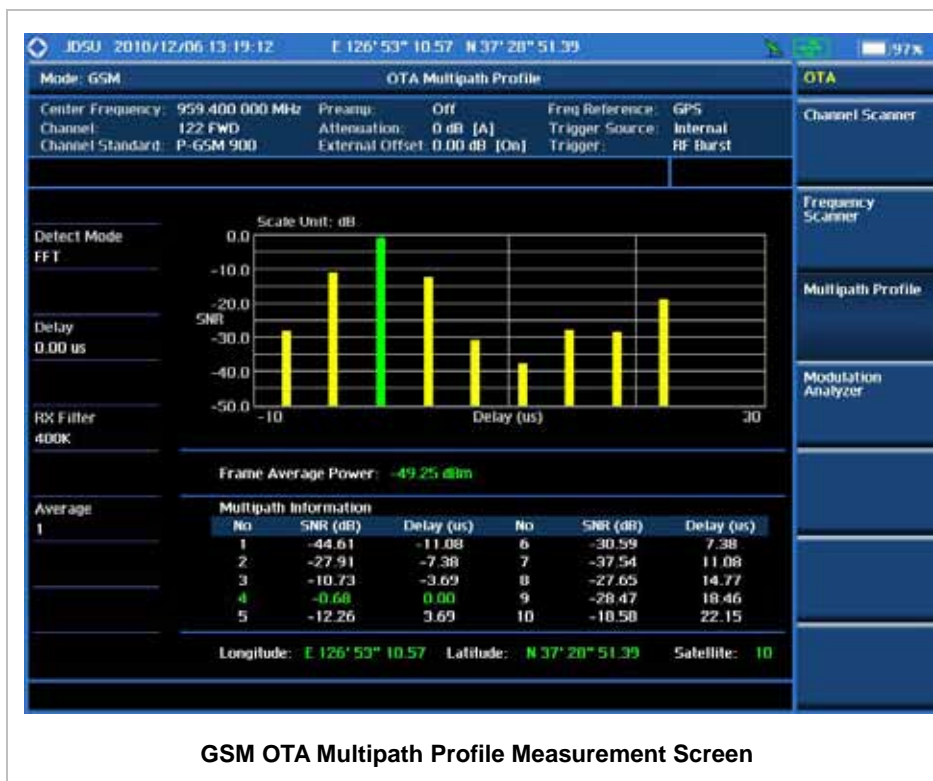 JDSU 2010/12/06 13:19:12 E 126° 53" 10.57 N 37° 28" 51.39 97%
Mode: GSM OTA Multipath Profile OTA
Center Frequency: 959.400 000 MHz Preamp: Off Freq Reference: GPS
Channel: 122 FWD Attenuation: 0 dB [A] Trigger Source: Internal
Channel Standard: P-GSM 900 External Offset: 0.00 dB [On] Trigger: RF Burst
Channel Scanner
Frequency Scanner
Multipath Profile
Modulation Analyzer
Detect Mode
FFT
Delay
0.00 us
RX Filter
400K
Average
1
Scale Unit: dB
0.0
-10.0
-20.0
SNR
-30.0
-40.0
-50.0
-10 Delay (us) 30
Frame Average Power: -49.25 dBm
Multipath Information
No SNR (dB) Delay (us) No SNR (dB) Delay (us)
1 -44.61 -11.08 6 -30.59 7.38
2 -27.91 -7.38 7 -37.54 11.08
3 -10.73 -3.69 8 -27.65 14.77
4 -0.68 0.00 9 -28.47 18.46
5 -12.26 3.69 10 -18.58 22.15
Longitude: E 126° 53" 10.57 Latitude: N 37° 28" 51.39 Satellite: 10
GSM OTA Multipath Profile Measurement Screen